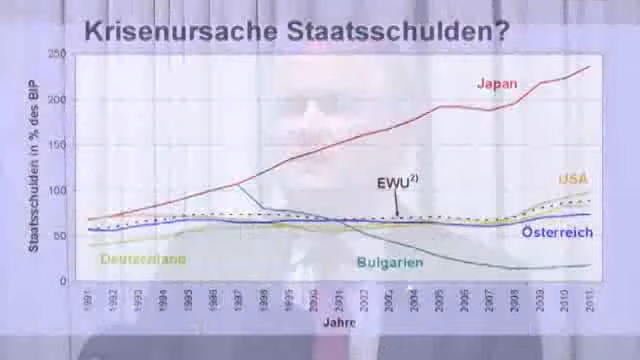 Krisenursache Staatsschulden?
Staatsschulden in % des BIP
250
200
150
100
50
0
Japan
EWU2)
USA
Österreich
Deutschland
Bulgarien
1991 1992 1993 1994 1995 1996 1997 1998 1999 2000 2001 2002 2003 2004 2005 2006 2007 2008 2009 2010 2011
Jahre